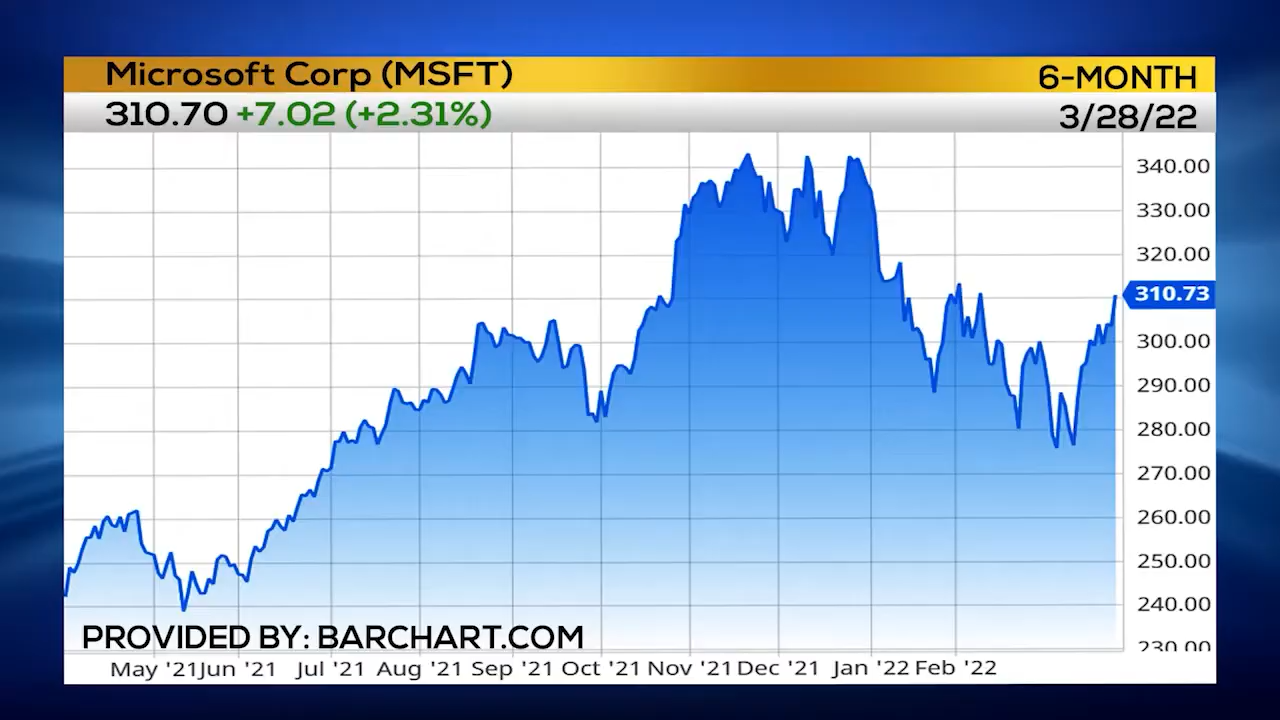 Microsoft Corp (MSFT)
6-MONTH
310.70 +7.02 (+2.31%)
3/28/22
340.00
330.00
320.00
310.73
300.00
290.00
280.00
270.00
260.00
250.00
240.00
230.00
PROVIDED BY: BARCHART.COM
May '21 Jun '21 Jul '21 Aug '21 Sep '21 Oct '21 Nov '21 Dec '21 Jan '22 Feb '22